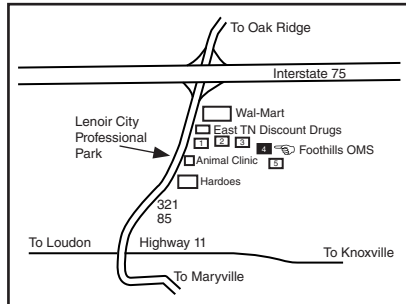 To Oak Ridge
Interstate 75
Wal-Mart
Lenoir City
Professional
Park
East TN Discount Drugs
1 2 3 4 Foothills OMS
Animal Clinic
5
Hardoes
321
85
To Loudon Highway 11 To Knoxville
To Maryville